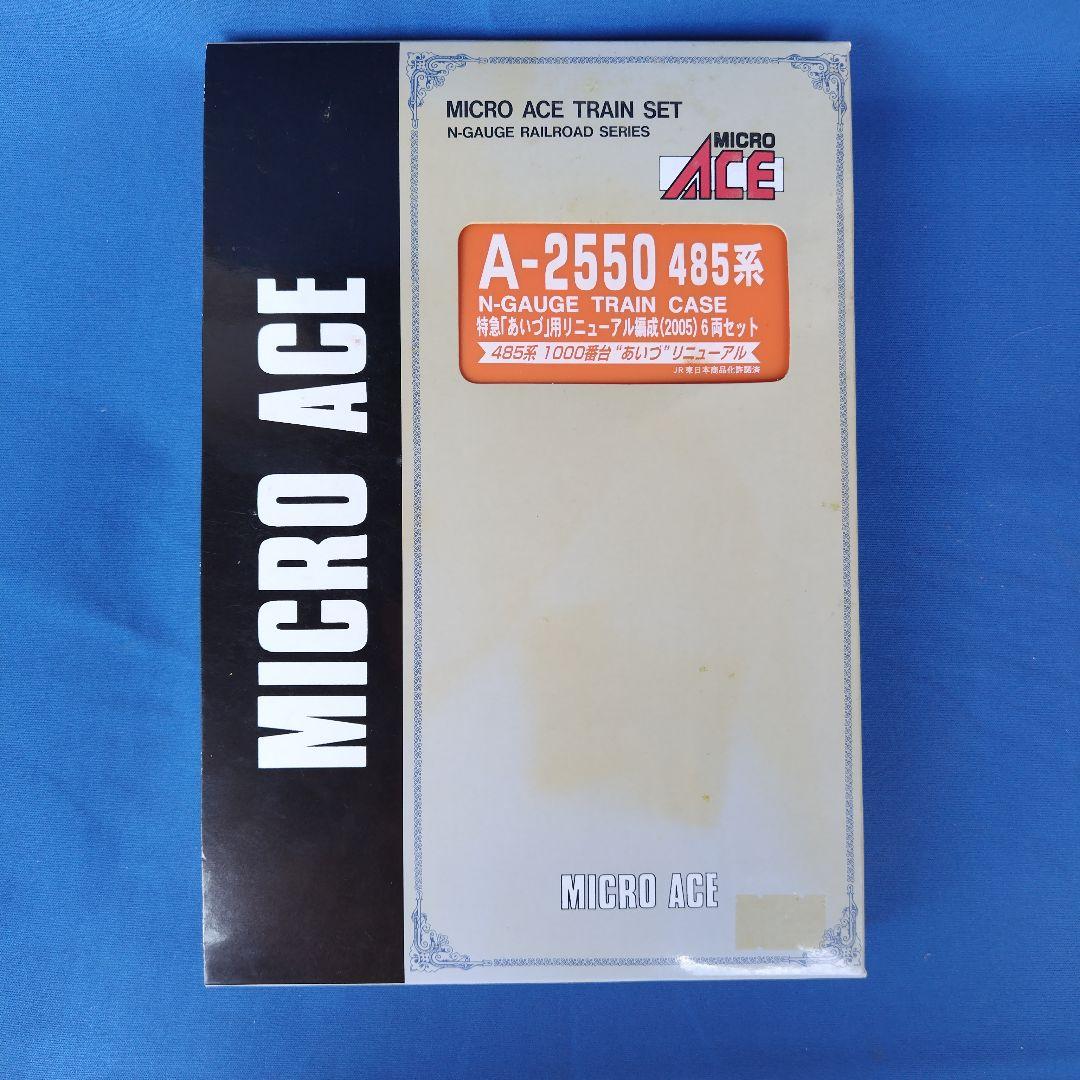 MICRO ACE
MICRO ACE TRAIN SET
N-GAUGE RAILROAD SERIES
MICRO
ACE
A-2550 485系
N-GAUGE TRAIN CASE
特急「あいづ」用リニューアル編成(2005) 6両セット
485系 1000番台 "あいづ" リニューアル
JR東日本商品化許諾済
MICRO ACE